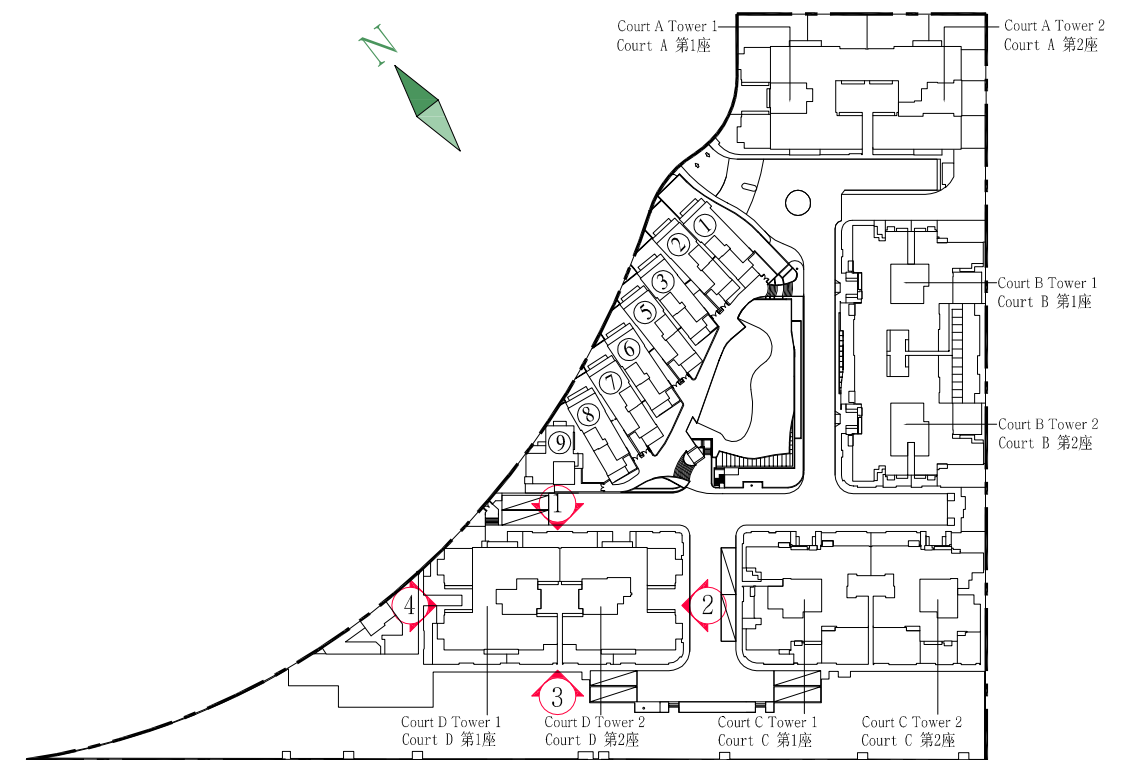 N
Court A Tower 1
Court A 第1座
Court A Tower 2
Court A 第2座
1
2
3
5
6
7
8
9
Court B Tower 1
Court B 第1座
Court B Tower 2
Court B 第2座
1
2
4
3
Court D Tower 1
Court D 第1座
Court D Tower 2
Court D 第2座
Court C Tower 1
Court C 第1座
Court C Tower 2
Court C 第2座